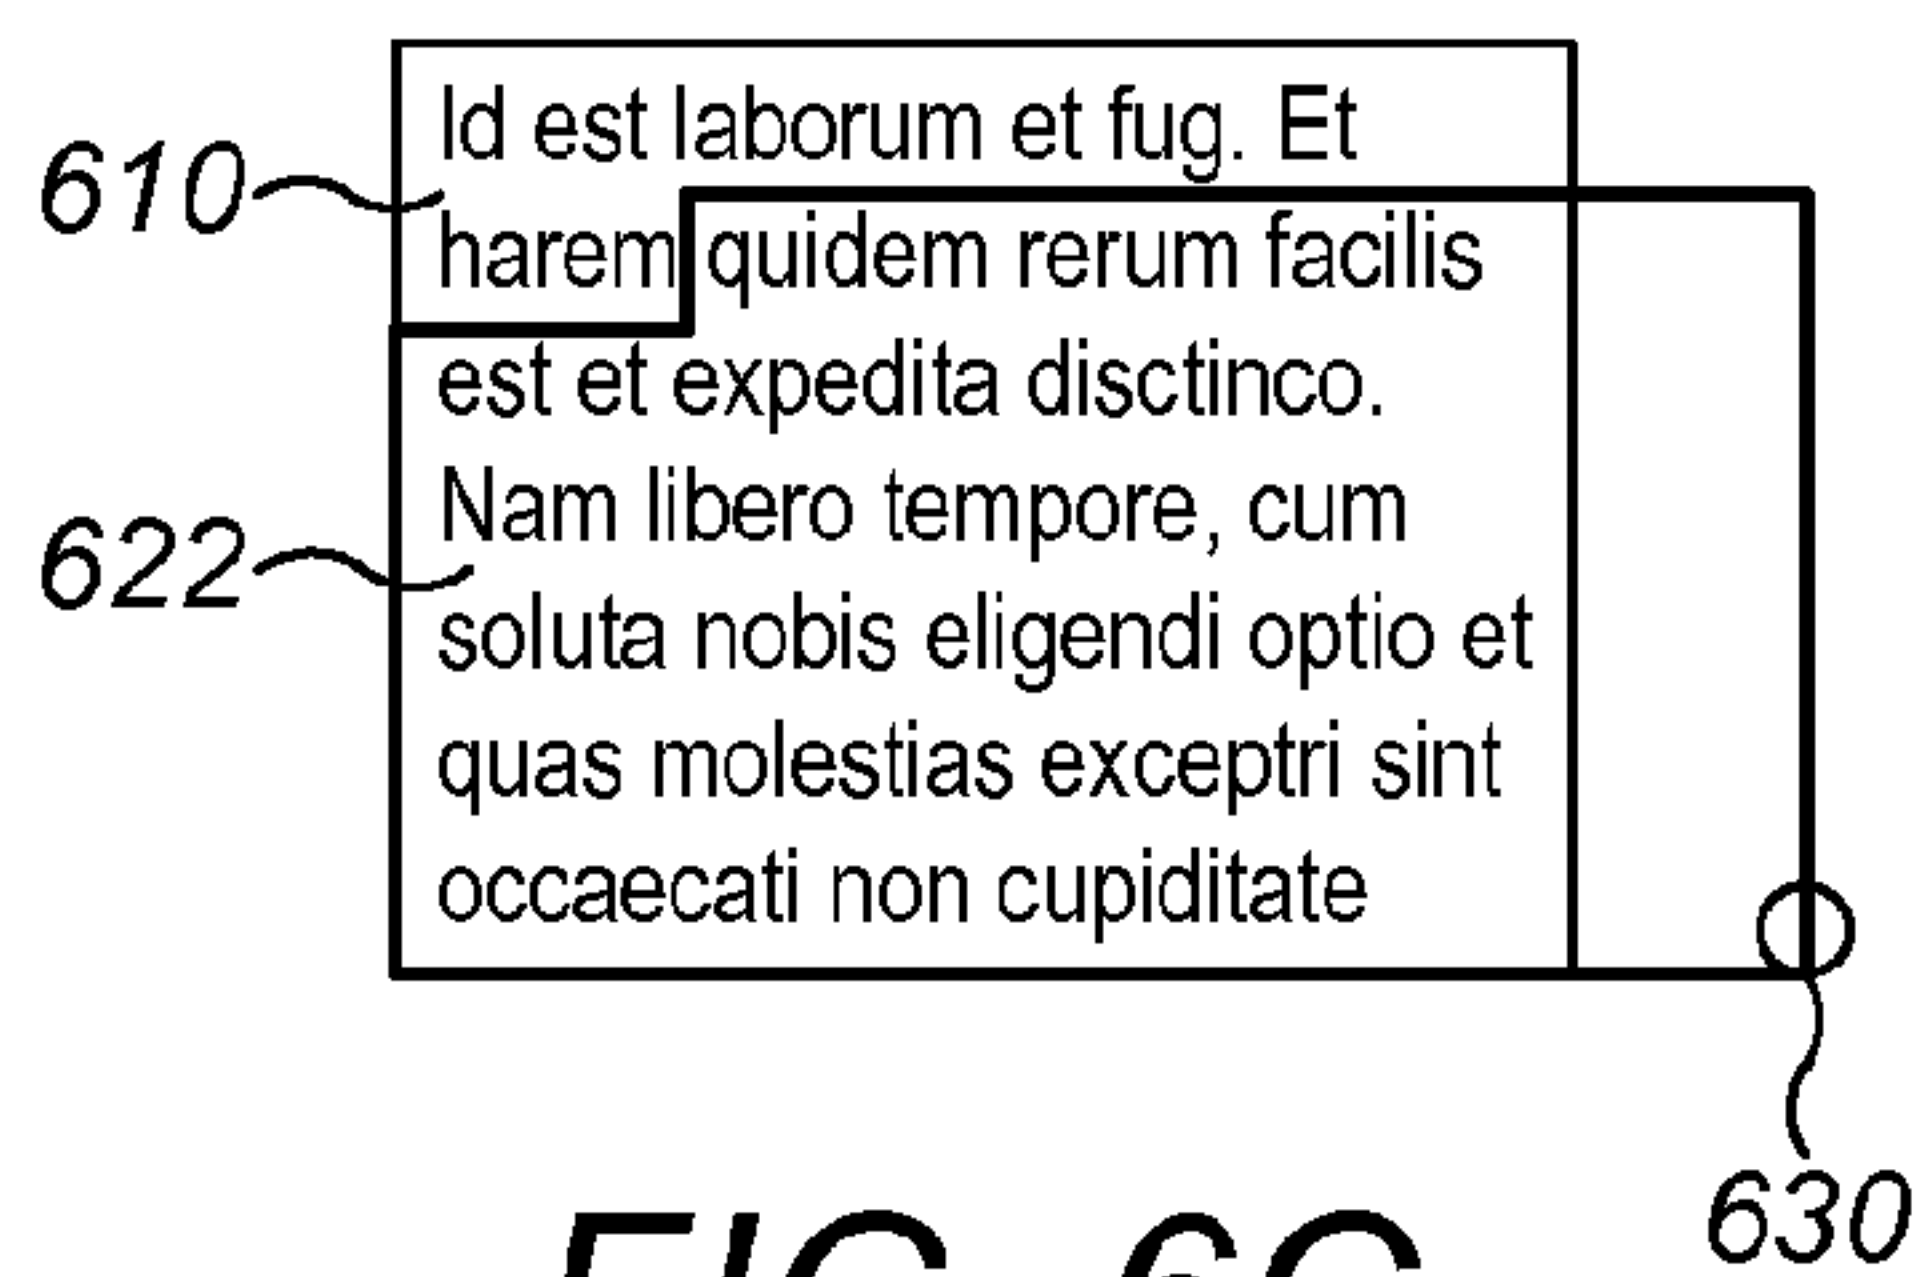 Id est laborum et fug. Et
610
harem quidem rerum facilis
est et expedita disctinco.
Nam libero tempore, cum
622
soluta nobis eligendi optio et
quas molestias exceptri sint
occaecati non cupiditate
630